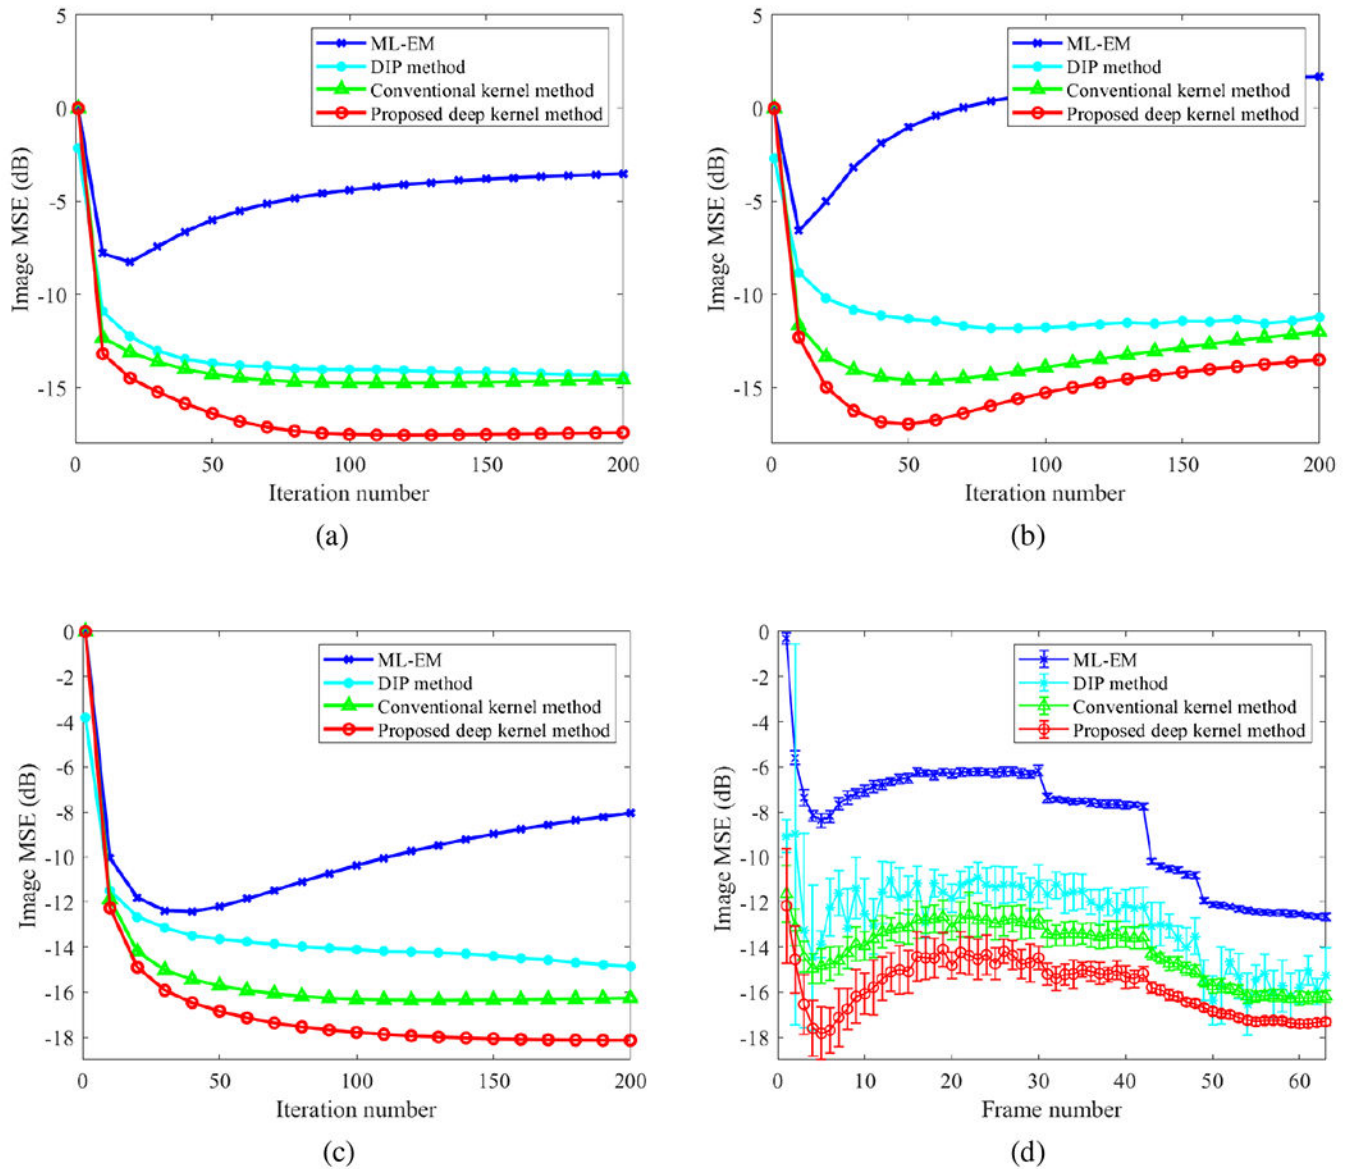 5
0
-5
-10
-15
Image MSE (dB)
ML-EM
DIP method
Conventional kernel method
Proposed deep kernel method
0 50 100 150 200
Iteration number
(a)
5
0
-5
-10
-15
Image MSE (dB)
ML-EM
DIP method
Conventional kernel method
Proposed deep kernel method
0 50 100 150 200
Iteration number
(b)
0
-2
-4
-6
-8
-10
-12
-14
-16
-18
Image MSE (dB)
ML-EM
DIP method
Conventional kernel method
Proposed deep kernel method
0 50 100 150 200
Iteration number
(c)
0
-2
-4
-6
-8
-10
-12
-14
-16
-18
Image MSE (dB)
ML-EM
DIP method
Conventional kernel method
Proposed deep kernel method
0 10 20 30 40 50 60
Frame number
(d)